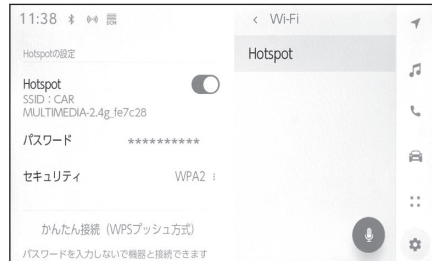 11:38
Hotspotの設定
Hotspot
SSID：CAR
MULTIMEDIA-2.4g_fe7c28
パスワード **********
セキュリティ WPA2
かんたん接続（WPSプッシュ方式）
パスワードを入力しないで機器と接続できます
< Wi-Fi
Hotspot